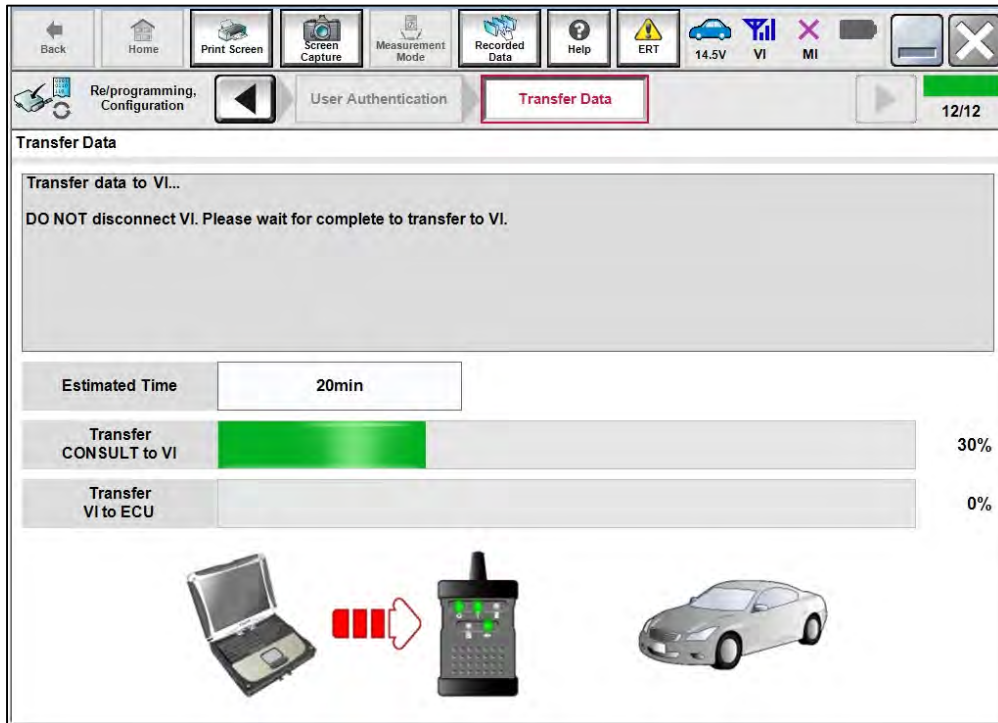 Back
Home
Print Screen
Screen
Capture
Measurement
Mode
Recorded
Data
Help
ERT
14.5V
VI
MI
Re/programming,
Configuration
User Authentication
Transfer Data
12/12
Transfer Data
Transfer data to VI...
DO NOT disconnect VI. Please wait for complete to transfer to VI.
Estimated Time
20min
Transfer
CONSULT to VI
30%
Transfer
VI to ECU
0%